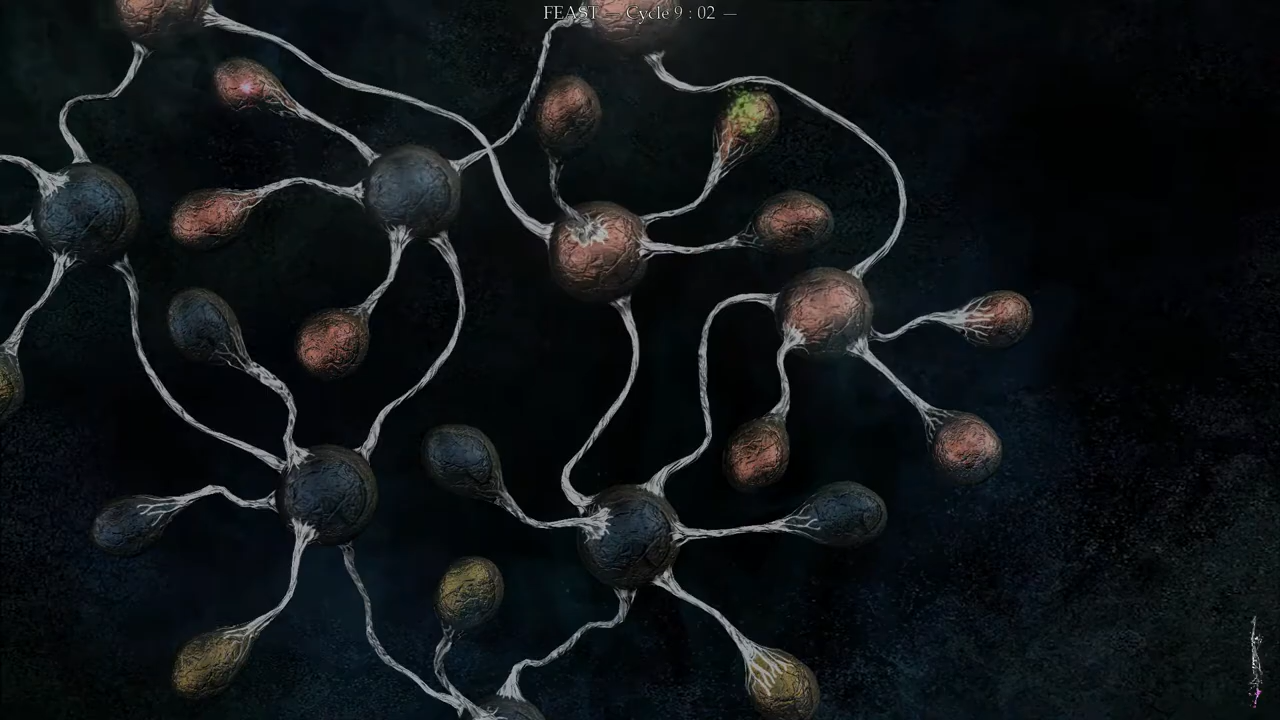 FEAST — Cycle 9 : 02 —